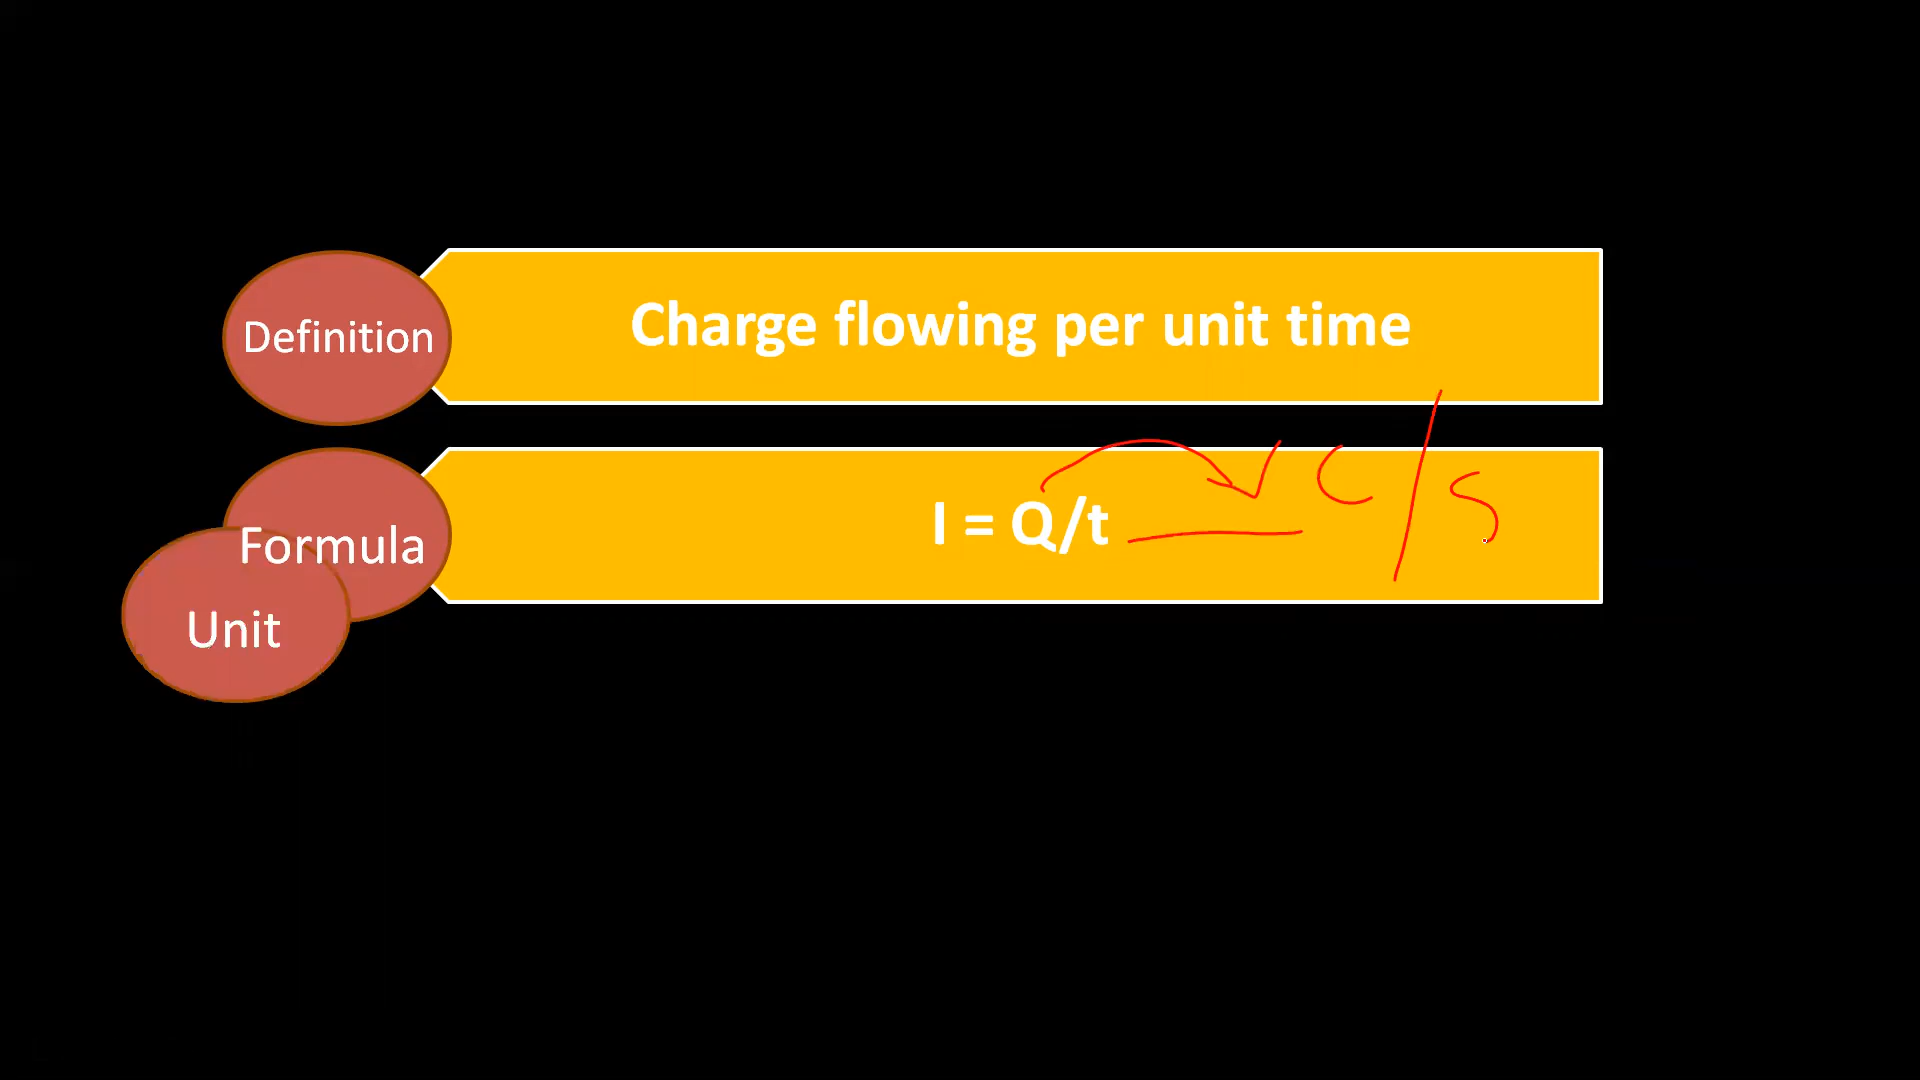 Definition
Charge flowing per unit time
Formula
I = Q/t
C/s
Unit